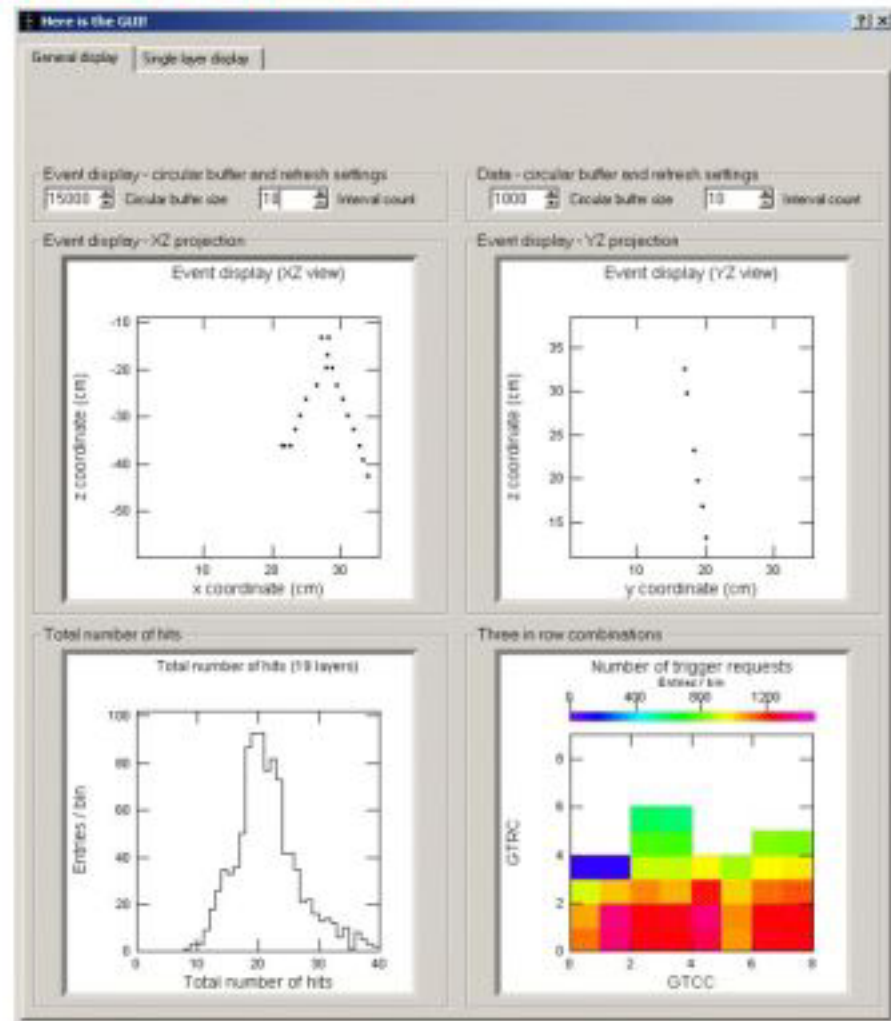 Here is the GUI!
General display
Single layer display
Event display - circular buffer and refresh settings
15000 Circular buffer size 10 Interval count
Data - circular buffer and refresh settings
1000 Circular buffer size 10 Interval count
Event display - XZ projection
Event display (XZ view)
-10
-20
-30
-40
-50
z coordinate (cm)
10 20 30
x coordinate (cm)
Event display - YZ projection
Event display (YZ view)
35
30
25
20
15
z coordinate (cm)
10 20 30
y coordinate (cm)
Total number of hits
Total number of hits (19 layers)
100
80
60
40
20
0
Entries / bin
0 10 20 30 40
Total number of hits
Three in row combinations
Number of trigger requests
Entries / bin
0 400 800 1200
8
6
4
2
0
GTRC
0 2 4 6 8
GTCC